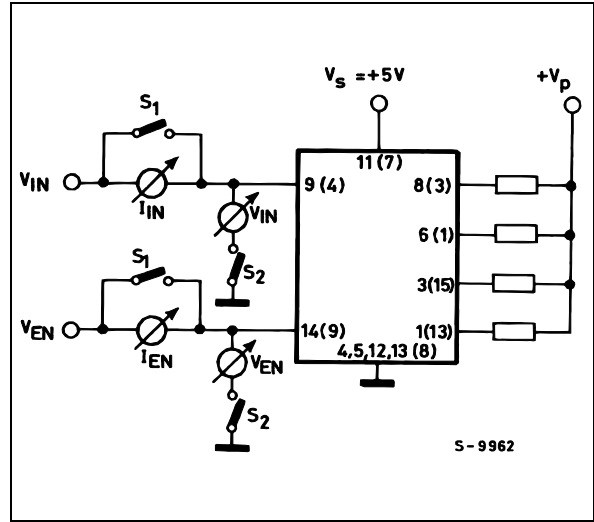 Vs = +5V
+Vp
S1
11 (7)
VIN
IIN
9 (4)
8 (3)
VIN
S2
6 (1)
S1
3 (15)
VEN
IEN
14 (9)
1 (13)
4,5,12,13 (8)
VEN
S2
S-9962